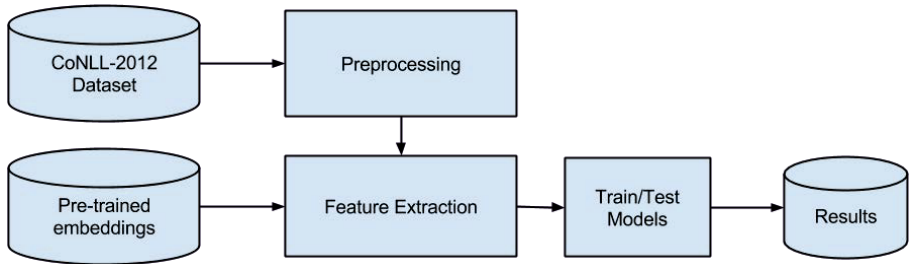 CoNLL-2012
Dataset
Preprocessing
Pre-trained
embeddings
Feature Extraction
Train/Test
Models
Results